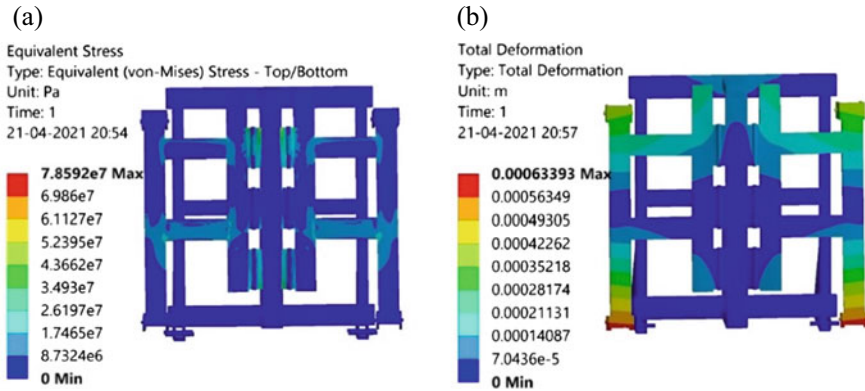 (a)
Equivalent Stress
Type: Equivalent (von-Mises) Stress - Top/Bottom
Unit: Pa
Time: 1
21-04-2021 20:54
7.8592e7 Max
6.986e7
6.1127e7
5.2395e7
4.3662e7
3.493e7
2.6197e7
1.7465e7
8.7324e6
0 Min
(b)
Total Deformation
Type: Total Deformation
Unit: m
Time: 1
21-04-2021 20:57
0.00063393 Max
0.00056349
0.00049305
0.00042262
0.00035218
0.00028174
0.00021131
0.00014087
7.0436e-5
0 Min